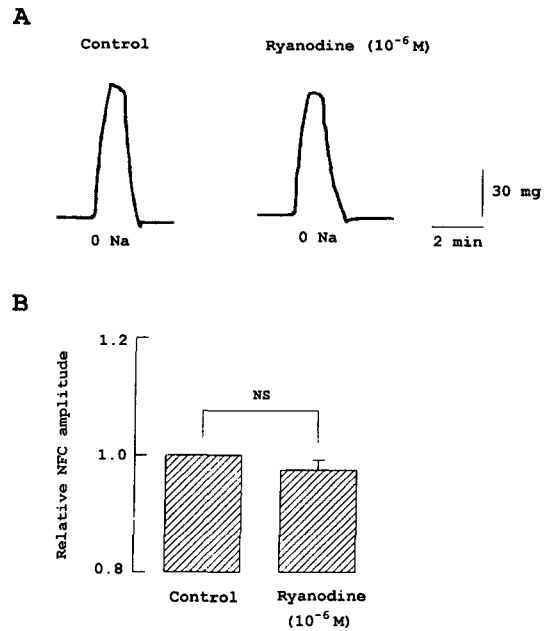 A
Control
Ryanodine (10⁻⁶ M)
30 mg
0 Na
0 Na
2 min
B
Relative NFC amplitude
1.2
1.0
0.8
NS
Control
Ryanodine
(10⁻⁶ M)